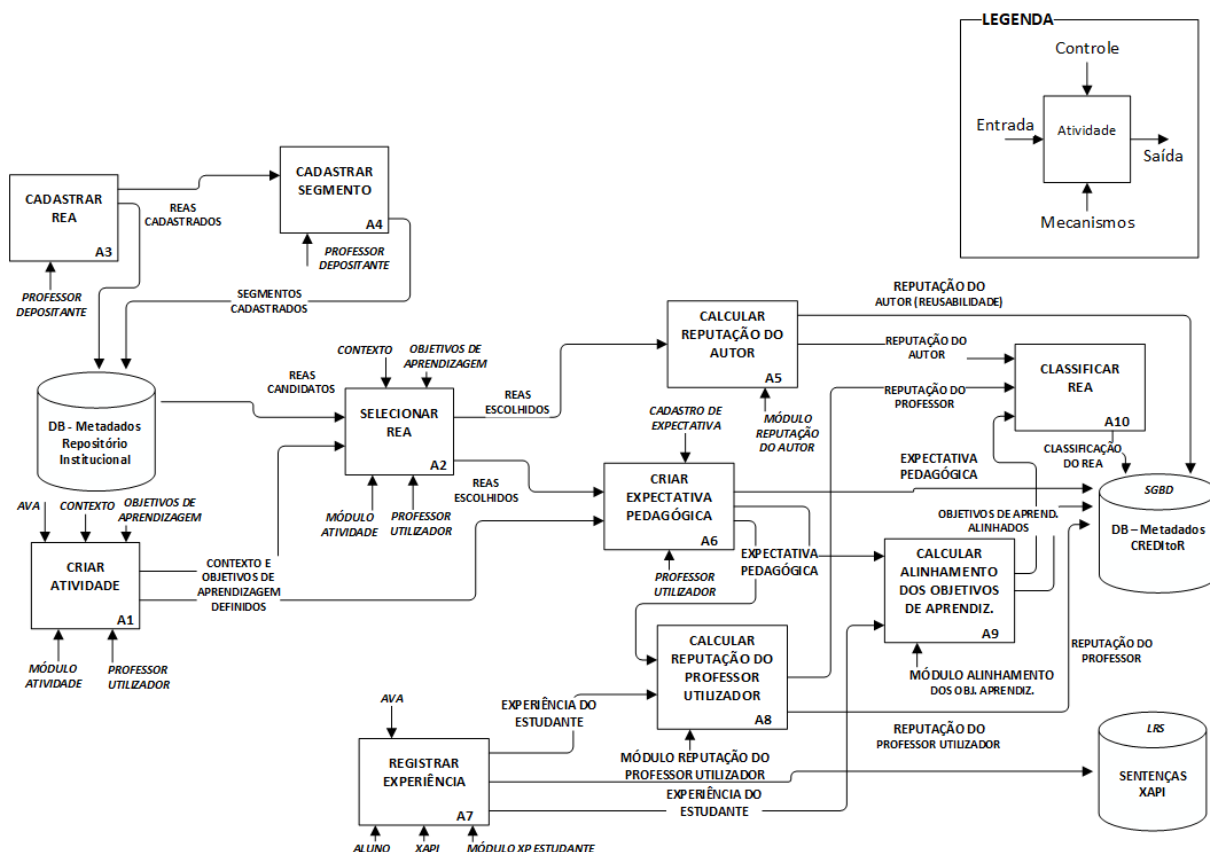 LEGENDA
Controle
Entrada
Atividade
Saída
Mecanismos
CADASTRAR
REA
A3
PROFESSOR
DEPOSITANTE
REAS
CADASTRADOS
CADASTRAR
SEGMENTO
A4
PROFESSOR
DEPOSITANTE
SEGMENTOS
CADASTRADOS
DB - Metadados
Repositório
Institucional
REAS
CANDIDATOS
CONTEXTO
OBJETIVOS DE
APRENDIZAGEM
SELECIONAR
REA
A2
MÓDULO
ATIVIDADE
PROFESSOR
UTILIZADOR
REAS
ESCOLHIDOS
REAS
ESCOLHIDOS
AVA
CONTEXTO
OBJETIVOS DE
APRENDIZAGEM
CRIAR
ATIVIDADE
A1
MÓDULO
ATIVIDADE
PROFESSOR
UTILIZADOR
CONTEXTO E
OBJETIVOS DE
APRENDIZAGEM
DEFINIDOS
CALCULAR
REPUTAÇÃO DO
AUTOR
A5
MÓDULO
REPUTAÇÃO
DO AUTOR
REPUTAÇÃO DO
AUTOR (REUSABILIDADE)
REPUTAÇÃO DO
AUTOR
REPUTAÇÃO DO
PROFESSOR
CLASSIFICAR
REA
A10
CLASSIFICAÇÃO
DO REA
CADASTRO DE
EXPECTATIVA
CRIAR
EXPECTATIVA
PEDAGÓGICA
A6
PROFESSOR
UTILIZADOR
EXPECTATIVA
PEDAGÓGICA
EXPECTATIVA
PEDAGÓGICA
OBJETIVOS DE APREND.
ALINHADOS
SGBD
DB – Metadados
CREDItoR
CALCULAR
ALINHAMENTO
DOS OBJETIVOS
DE APRENDIZ.
A9
MÓDULO ALINHAMENTO
DOS OBJ. APRENDIZ.
CALCULAR
REPUTAÇÃO DO
PROFESSOR
UTILIZADOR
A8
MÓDULO REPUTAÇÃO DO
PROFESSOR UTILIZADOR
REPUTAÇÃO DO
PROFESSOR
REPUTAÇÃO DO
PROFESSOR UTILIZADOR
AVA
EXPERIÊNCIA DO
ESTUDANTE
REGISTRAR
EXPERIÊNCIA
A7
ALUNO
XAPI
MÓDULO XP ESTUDANTE
EXPERIÊNCIA DO
ESTUDANTE
LRS
SENTENÇAS
XAPI